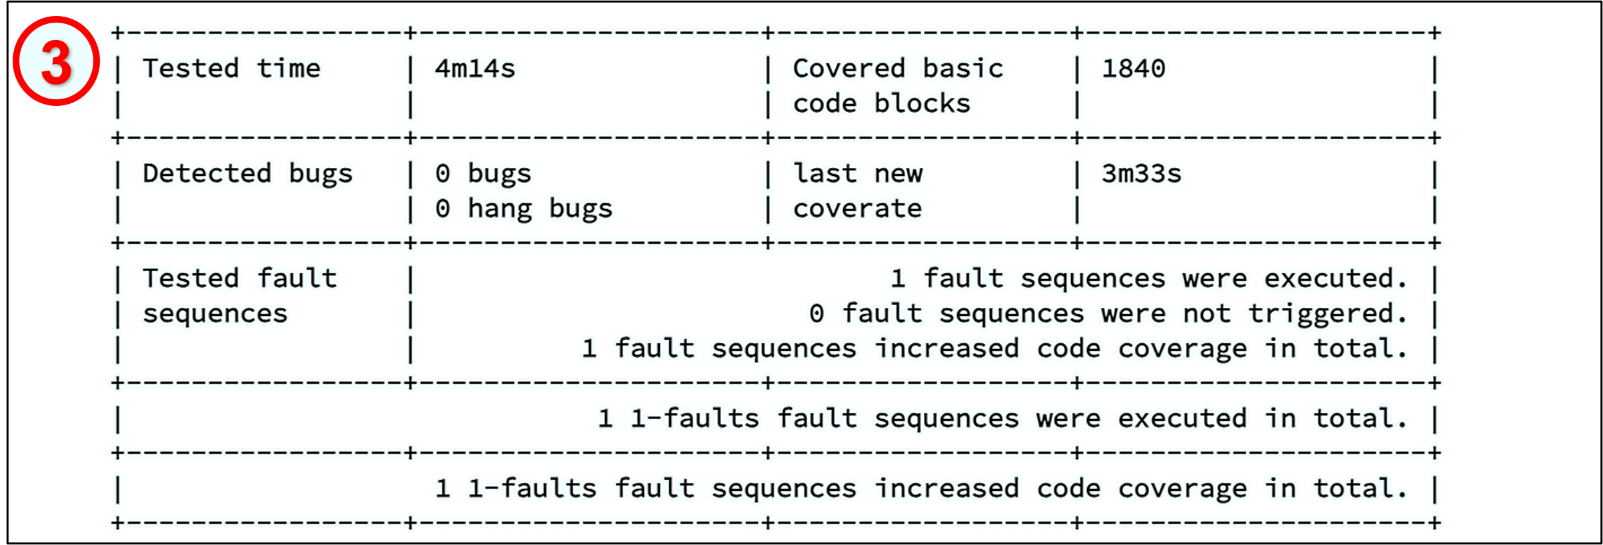 3
+-----------------+---------------------+------------------+---------------------+
| Tested time | 4m14s | Covered basic | 1840 |
| | | code blocks | |
+-----------------+---------------------+------------------+---------------------+
| Detected bugs | 0 bugs | last new | 3m33s |
| | 0 hang bugs | coverate | |
+-----------------+---------------------+------------------+---------------------+
| Tested fault | 1 fault sequences were executed. |
| sequences | 0 fault sequences were not triggered. |
| | 1 fault sequences increased code coverage in total. |
+-----------------+---------------------+------------------+---------------------+
| 1 1-faults fault sequences were executed in total. |
+-----------------+---------------------+------------------+---------------------+
| 1 1-faults fault sequences increased code coverage in total. |
+-----------------+---------------------+------------------+---------------------+